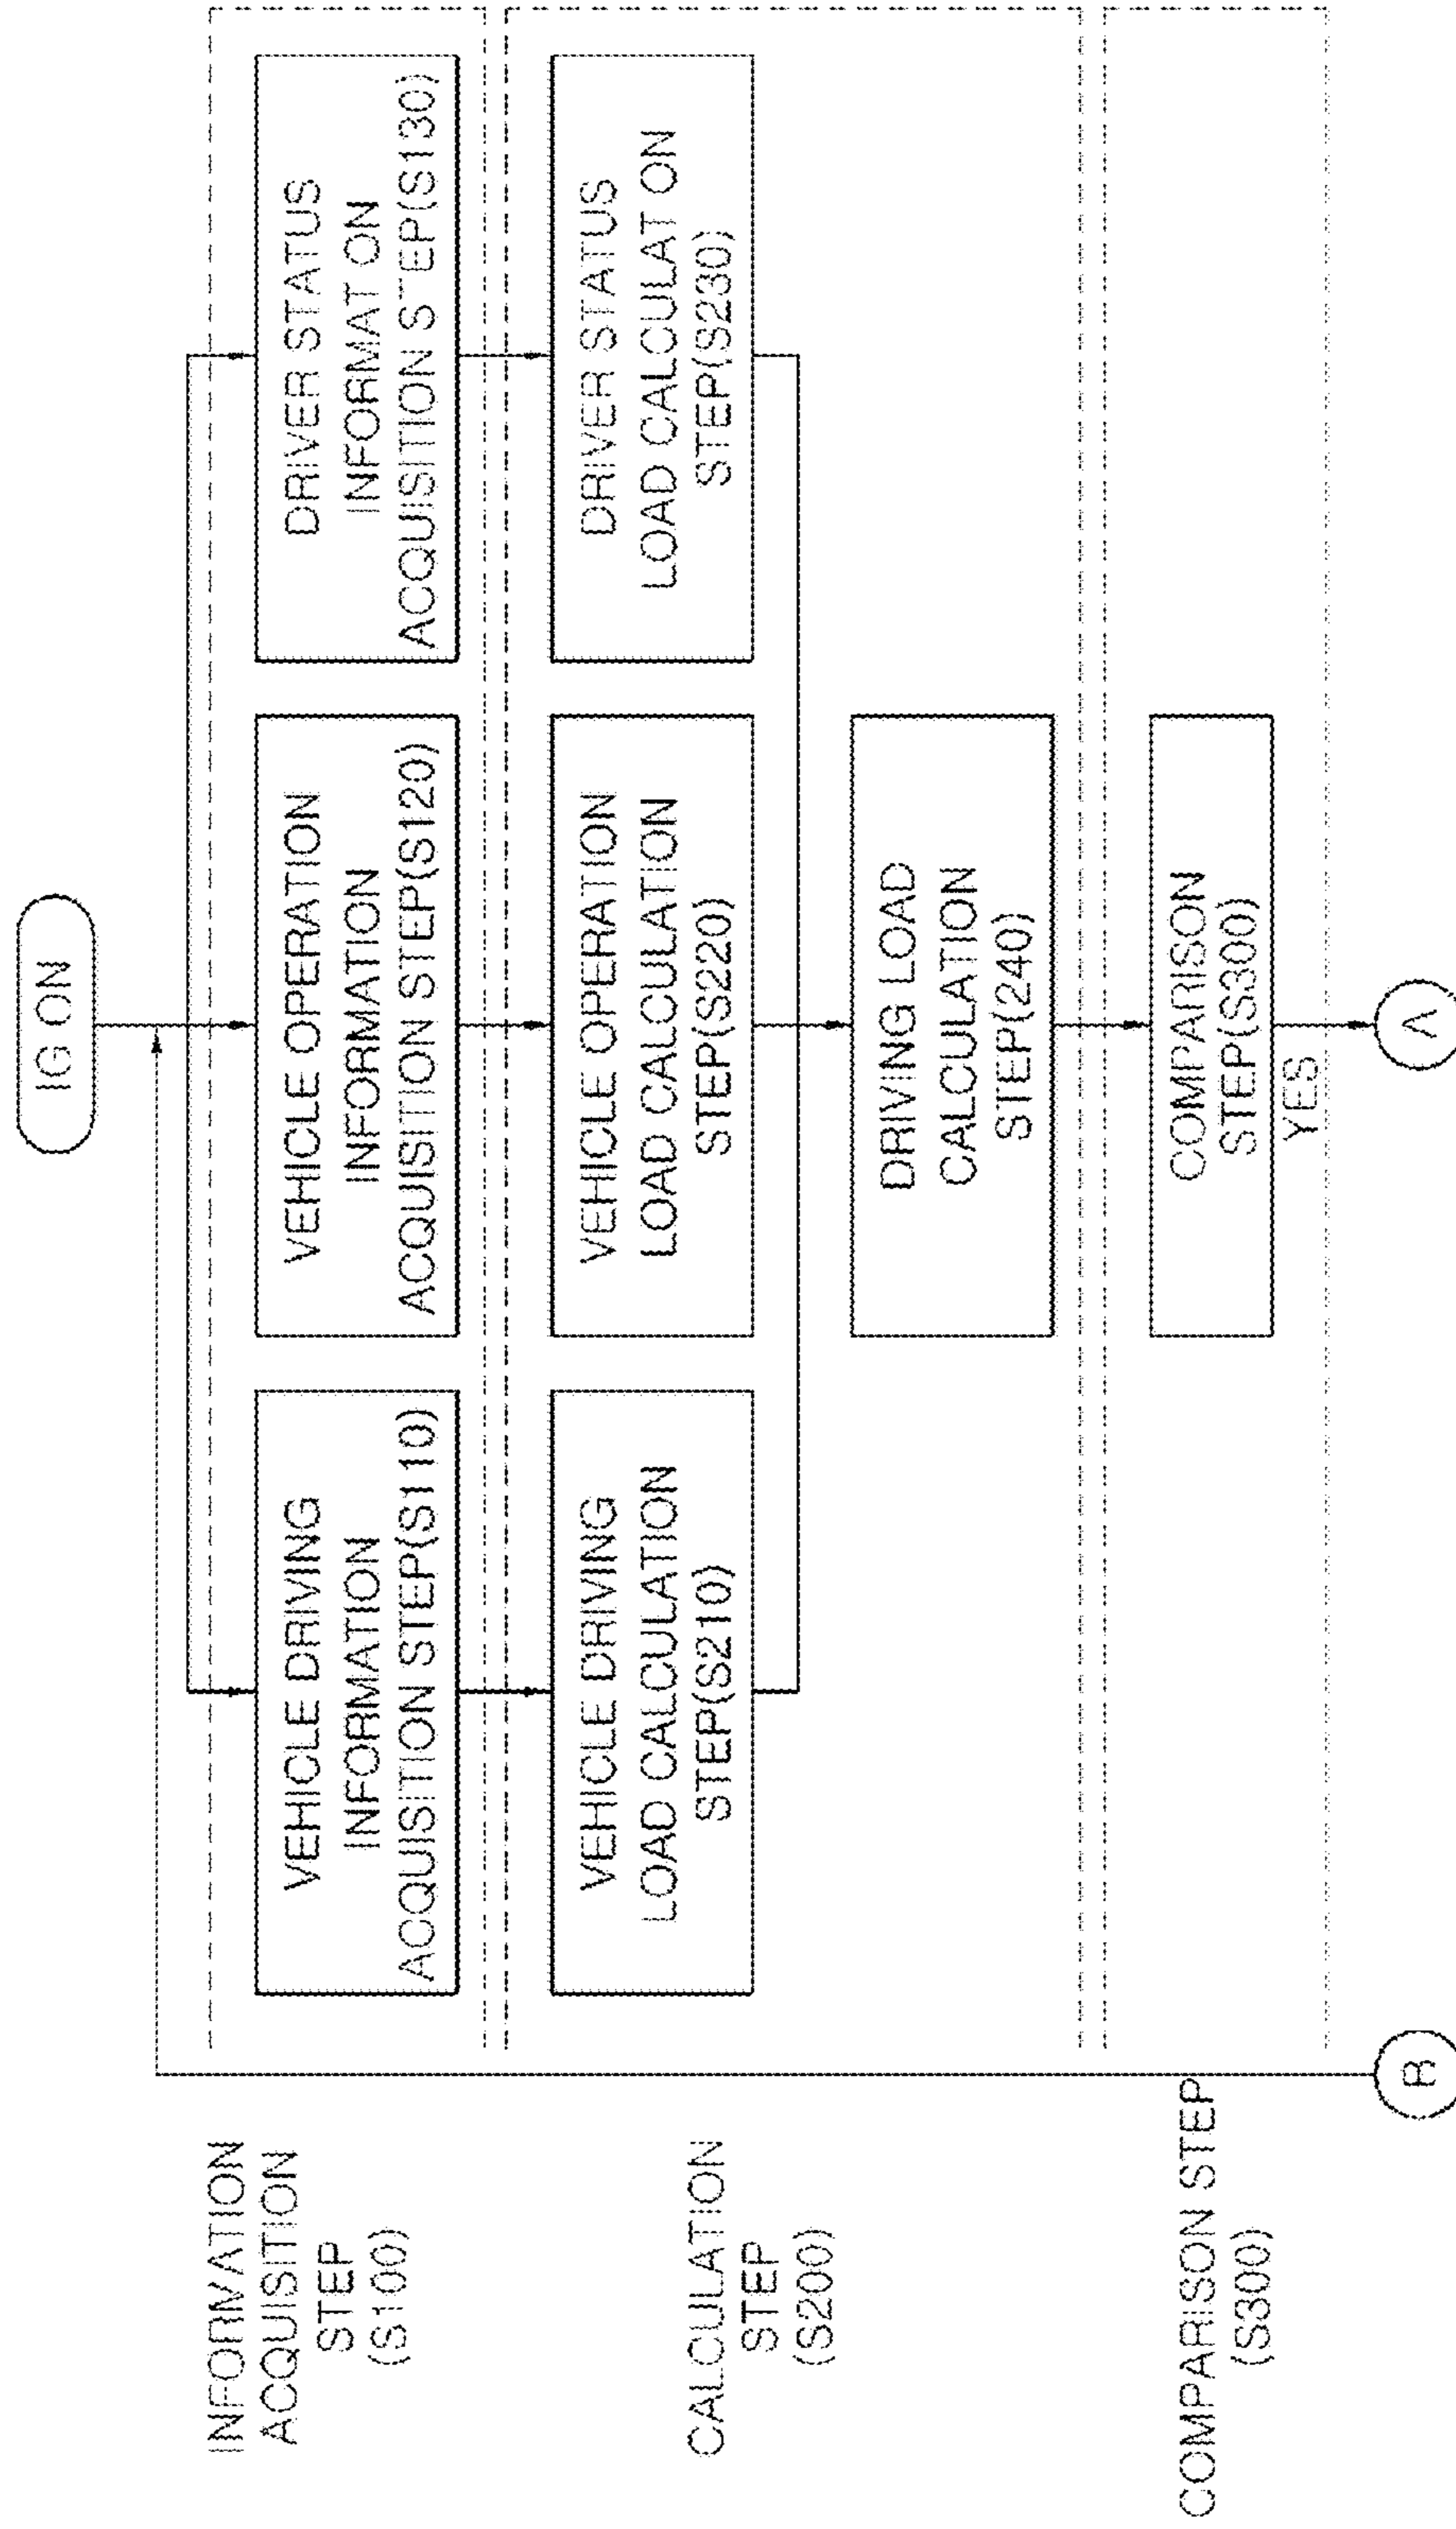 IG ON
INFORMATION
ACQUISITION
STEP
(S100)
VEHICLE DRIVING
INFORMATION
ACQUISITION STEP(S110)
VEHICLE OPERATION
INFORMATION
ACQUISITION STEP(S120)
DRIVER STATUS
INFORMAT ON
ACQUISITION STEP(S130)
CALCULATION
STEP
(S200)
VEHICLE DRIVING
LOAD CALCULATION
STEP(S210)
VEHICLE OPERATION
LOAD CALCULATION
STEP(S220)
DRIVER STATUS
LOAD CALCULAT ON
STEP(S230)
DRIVING LOAD
CALCULATION
STEP(240)
COMPARISON STEP
(S300)
COMPARISON
STEP(S300)
YES
B
A